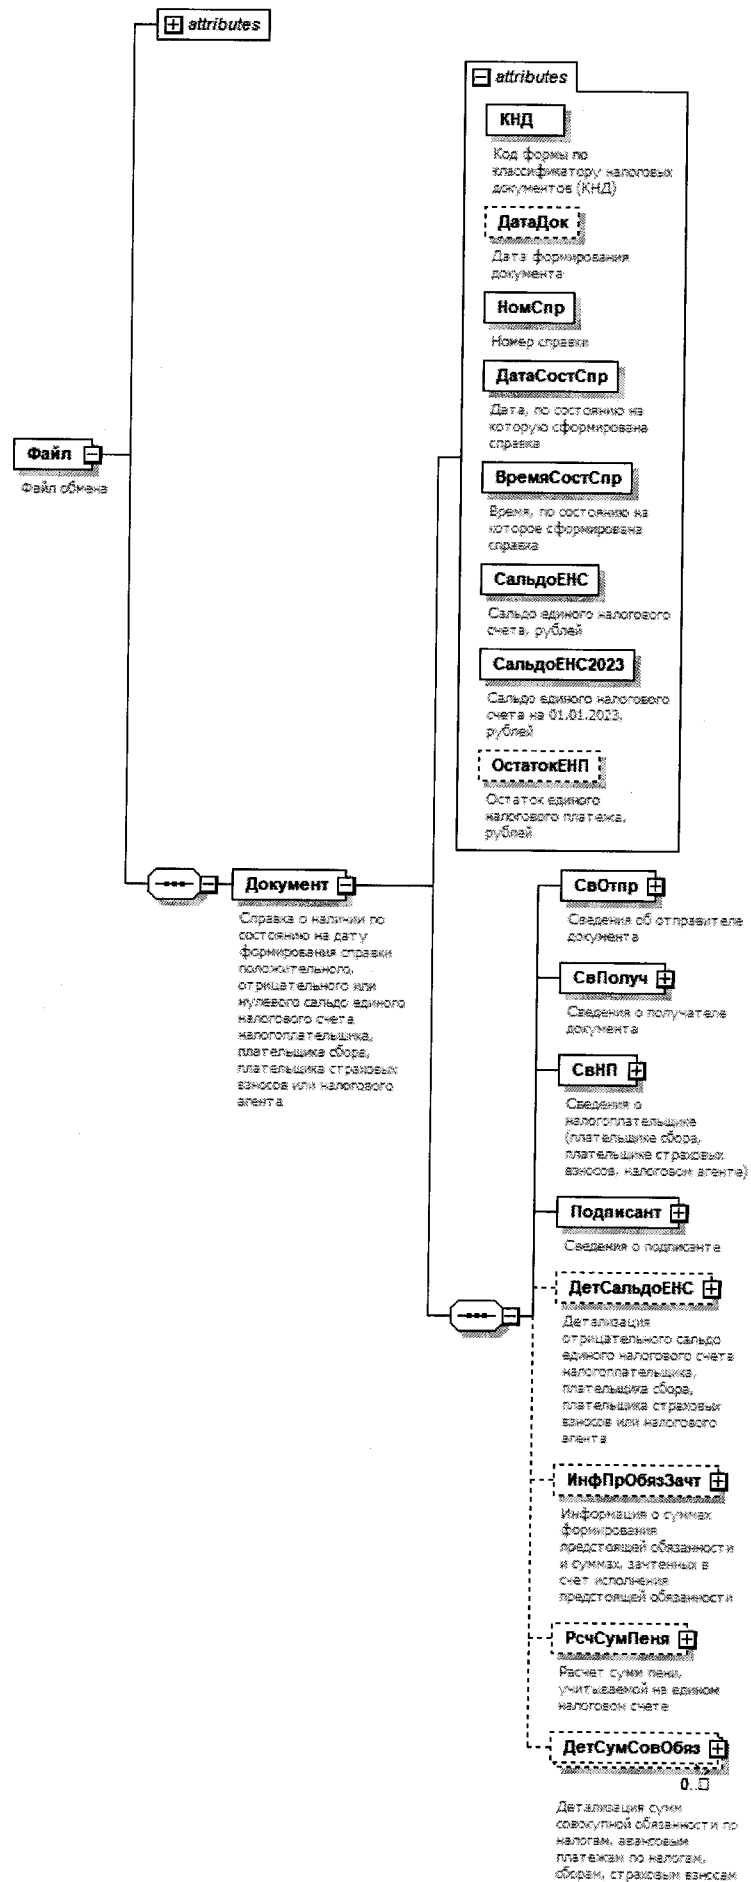 attributes
attributes
КНД
Код формы по
классификатору налоговых
документов (КНД)
ДатаДок
Дата формирования
документа
НомСпр
Номер справки
ДатаСостСпр
Дата, по состоянию на
которую сформирована
справка
Файл
Файл обмена
ВремяСостСпр
Время, по состоянию на
которое сформирована
справка
СальдоЕНС
Сальдо единого налогового
счета, рублей
СальдоЕНС2023
Сальдо единого налогового
счета на 01.01.2023,
рублей
ОстатокЕНП
Остаток единого
налогового платежа,
рублей
Документ
Справка о наличии по
состоянию на дату
формирования справки
положительного,
отрицательного или
нулевого сальдо единого
налогового счета
налогоплательщика,
плательщика сбора,
плательщика страховых
взносов или налогового
агента
СвОтпр
Сведения об отправителе
документа
СвПолуч
Сведения о получателе
документа
СвНП
Сведения о
налогоплательщике
(плательщике сбора,
плательщике страховых
взносов, налоговом агенте)
Подписант
Сведения о подписанте
ДетСальдоЕНС
Детализация
отрицательного сальдо
единого налогового счета
налогоплательщика,
плательщика сбора,
плательщика страховых
взносов или налогового
агента
ИнфПрОбязЗачт
Информация о суммах
формирования
предстоящей обязанности
и суммах, зачтенных в
счет исполнения
предстоящей обязанности
РсчСумПеня
Расчет сумм пени,
учитываемой на едином
налоговом счете
ДетСумСовОбяз
0..
Детализация сумм
совокупной обязанности по
налогам, авансовым
платежам по налогам,
сборам, страховым взносам